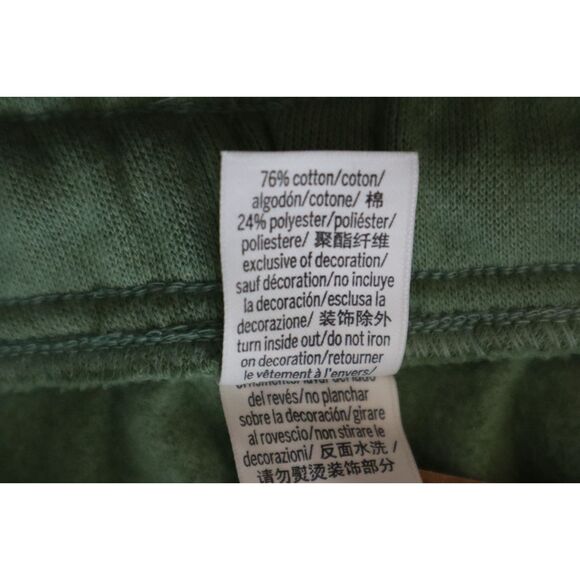 76% cotton/coton/
algodón/cotone/ 棉
24% polyester/poliéster/
poliestere/ 聚酯纤维
exclusive of decoration/
sauf décoration/no incluye
la decoración/esclusa la
decorazione/ 装饰除外
turn inside out/do not iron
on decoration/retourner
le vêtement à l'envers/
del revés/no planchar
sobre la decoración/girare
al rovescio/non stirare le
decorazioni/ 反面水洗 /
请勿熨烫装饰部分